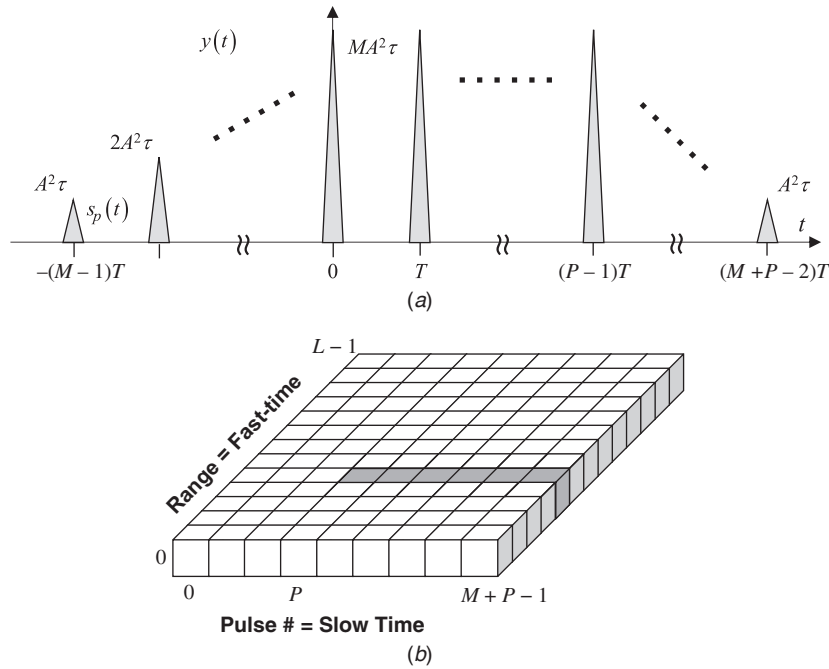 y(t)
MA²τ
2A²τ
A²τ
s_p(t)
A²τ
t
−(M − 1)T
0
T
(P − 1)T
(M +P − 2)T
(a)
L − 1
Range = Fast-time
0
0
P
M + P − 1
Pulse # = Slow Time
(b)